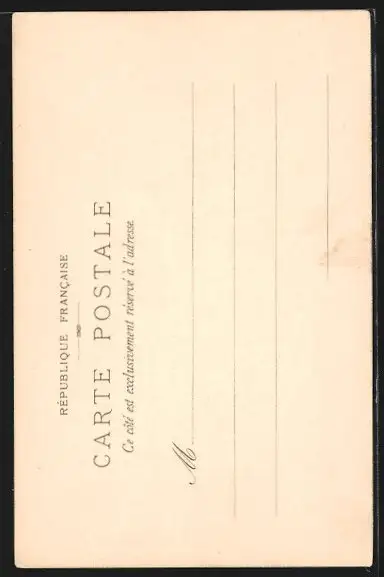 RÉPUBLIQUE FRANÇAISE
CARTE POSTALE
Ce côté est exclusivement réservé à l'adresse
M